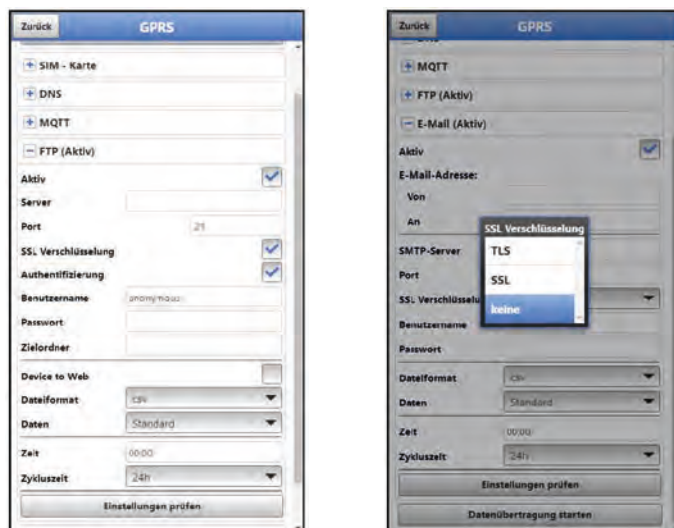 Zurück GPRS
SIM - Karte
DNS
MQTT
FTP (Aktiv)
Aktiv
Server
Port 21
SSL Verschlüsselung
Authentifizierung
Benutzername anonymous
Passwort
Zielordner
Device to Web
Dateiformat csv
Daten Standard
Zeit 00:00
Zykluszeit 24h
Einstellungen prüfen
Zurück GPRS
MQTT
FTP (Aktiv)
E-Mail (Aktiv)
Aktiv
E-Mail-Adresse:
Von
An
SMTP-Server
Port
SSL Verschlüsselu
Benutzername
Passwort
SSL Verschlüsselung
TLS
SSL
keine
Dateiformat csv
Daten Standard
Zeit 00:00
Zykluszeit 24h
Einstellungen prüfen
Datenübertragung starten